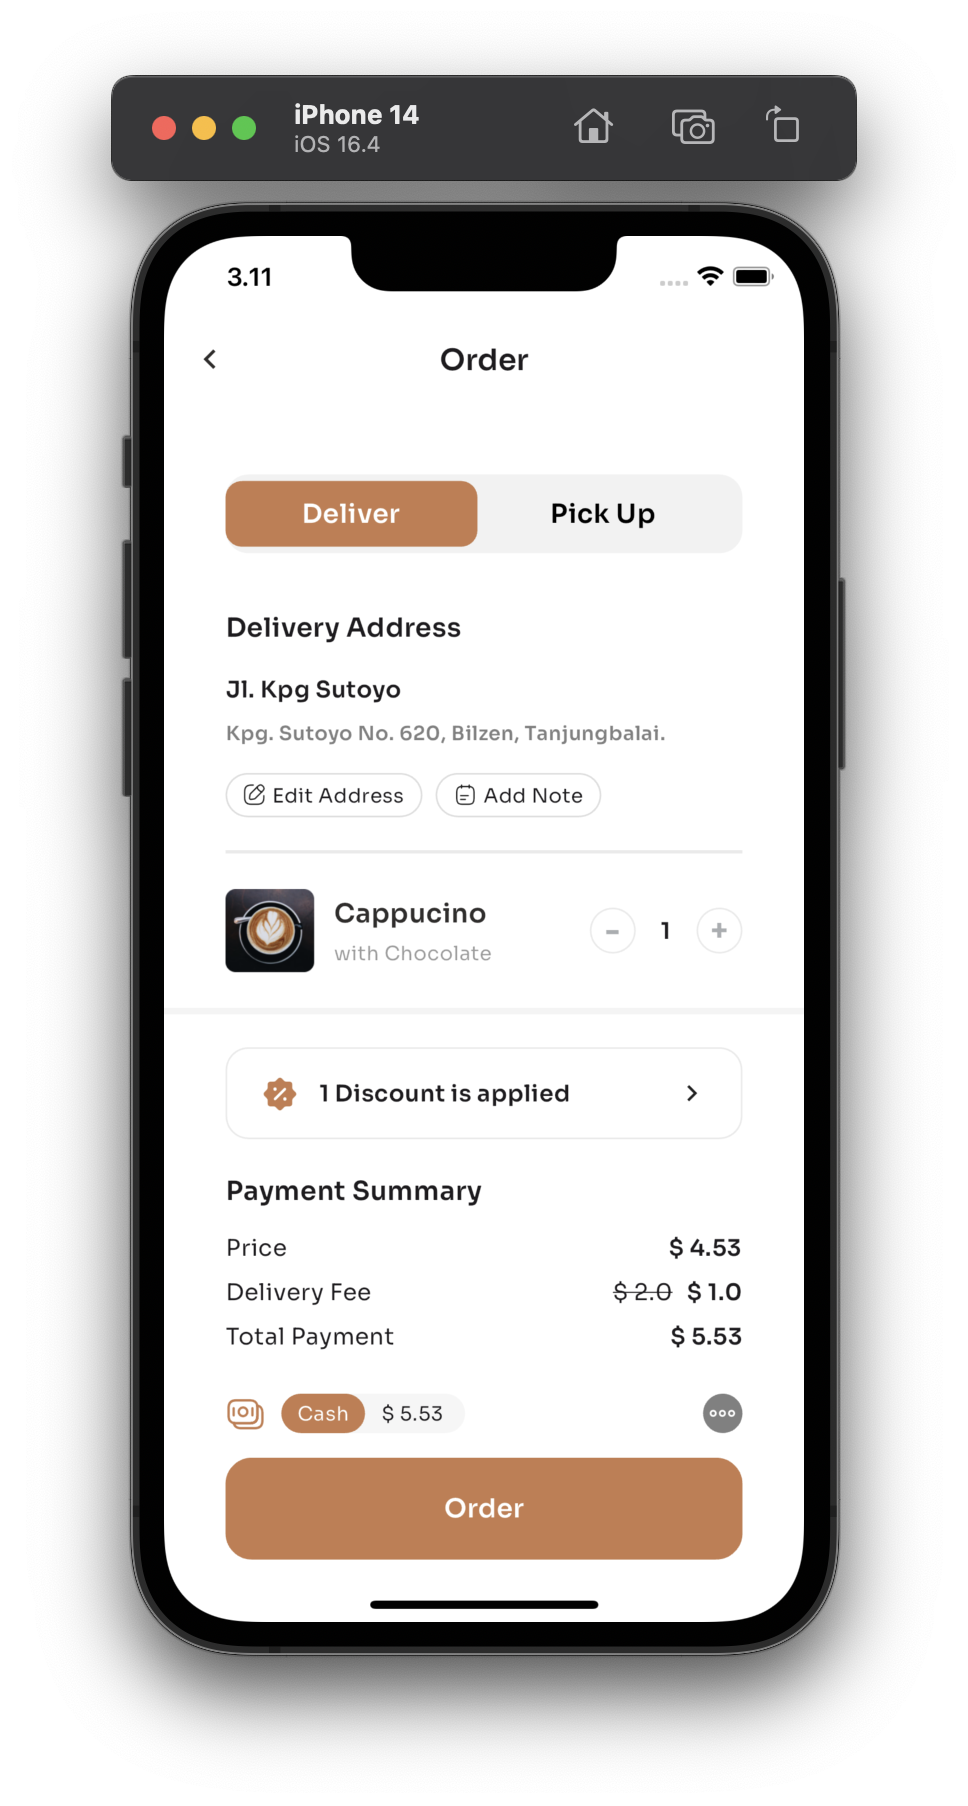 iPhone 14
iOS 16.4
3.11
Order
Deliver
Pick Up
Delivery Address
Jl. Kpg Sutoyo
Kpg. Sutoyo No. 620, Bilzen, Tanjungbalai.
Edit Address
Add Note
Cappucino
with Chocolate
- 1 +
1 Discount is applied
Payment Summary
Price $ 4.53
Delivery Fee $ 2.0 $ 1.0
Total Payment $ 5.53
Cash $ 5.53
Order